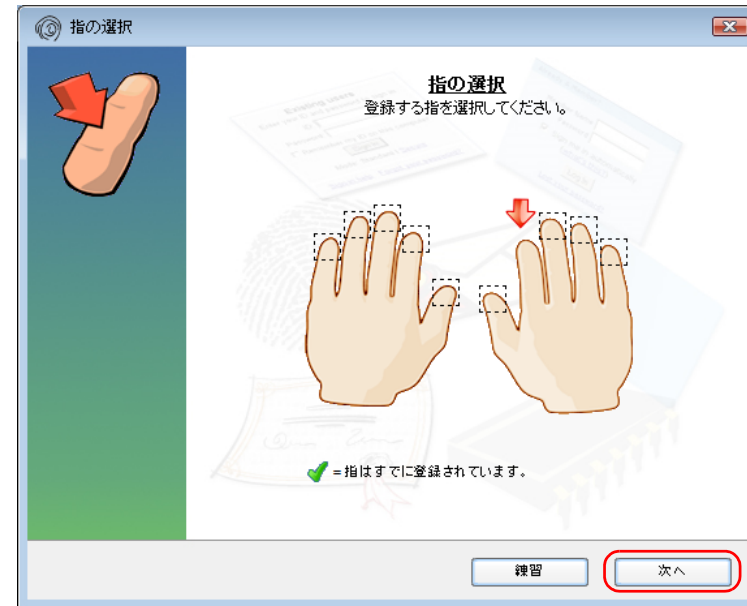 指の選択
指の選択
登録する指を選択してください。
=指はすでに登録されています。
練習
次へ